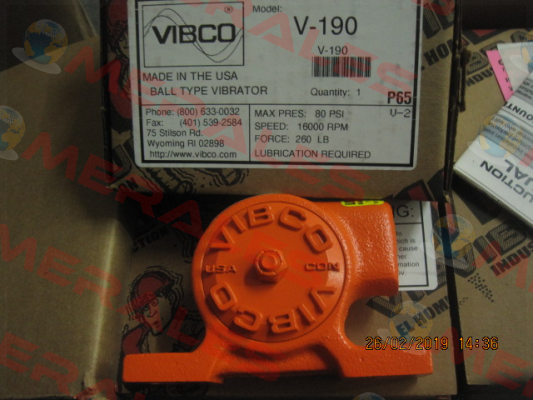 VIBCO
®
Model:
V-190
V-190
MADE IN THE USA
BALL TYPE VIBRATOR
Quantity: 1
P65
V-2
Phone: (800) 633-0032
Fax: (401) 539-2584
75 Stilson Rd.
Wyoming RI 02898
http://www.vibco.com
MAX PRES: 80 PSI
SPEED: 16000 RPM
FORCE: 260 LB
LUBRICATION REQUIRED
VIBCO
USA
CON
VIBCO
26/02/2019 14:36